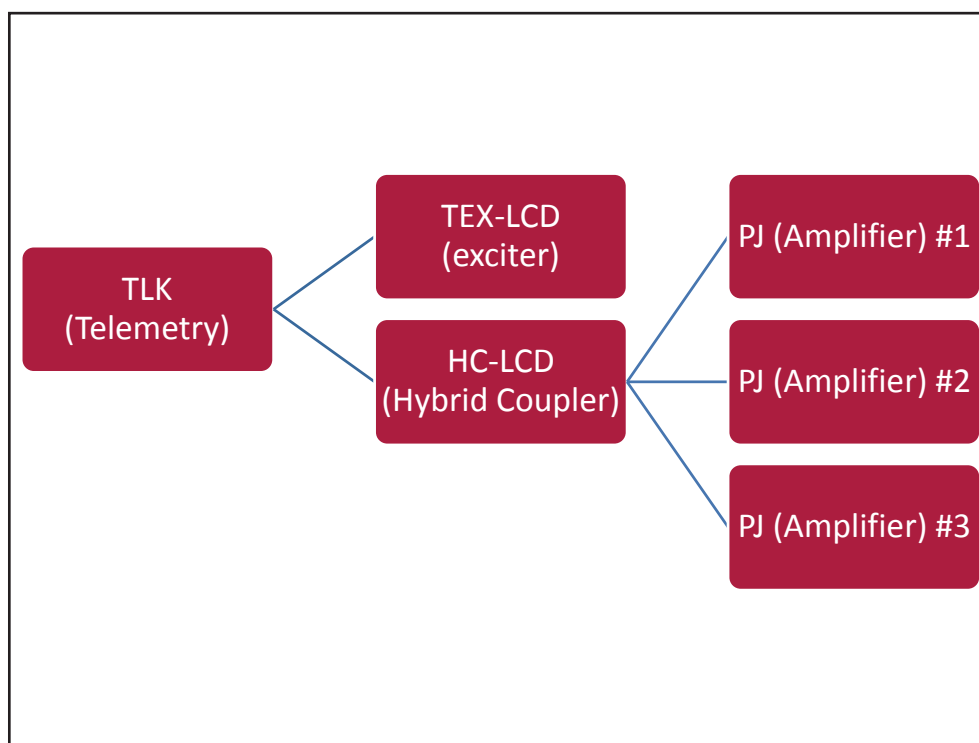 TLK
(Telemetry)
TEX-LCD
(exciter)
HC-LCD
(Hybrid Coupler)
PJ (Amplifier) #1
PJ (Amplifier) #2
PJ (Amplifier) #3